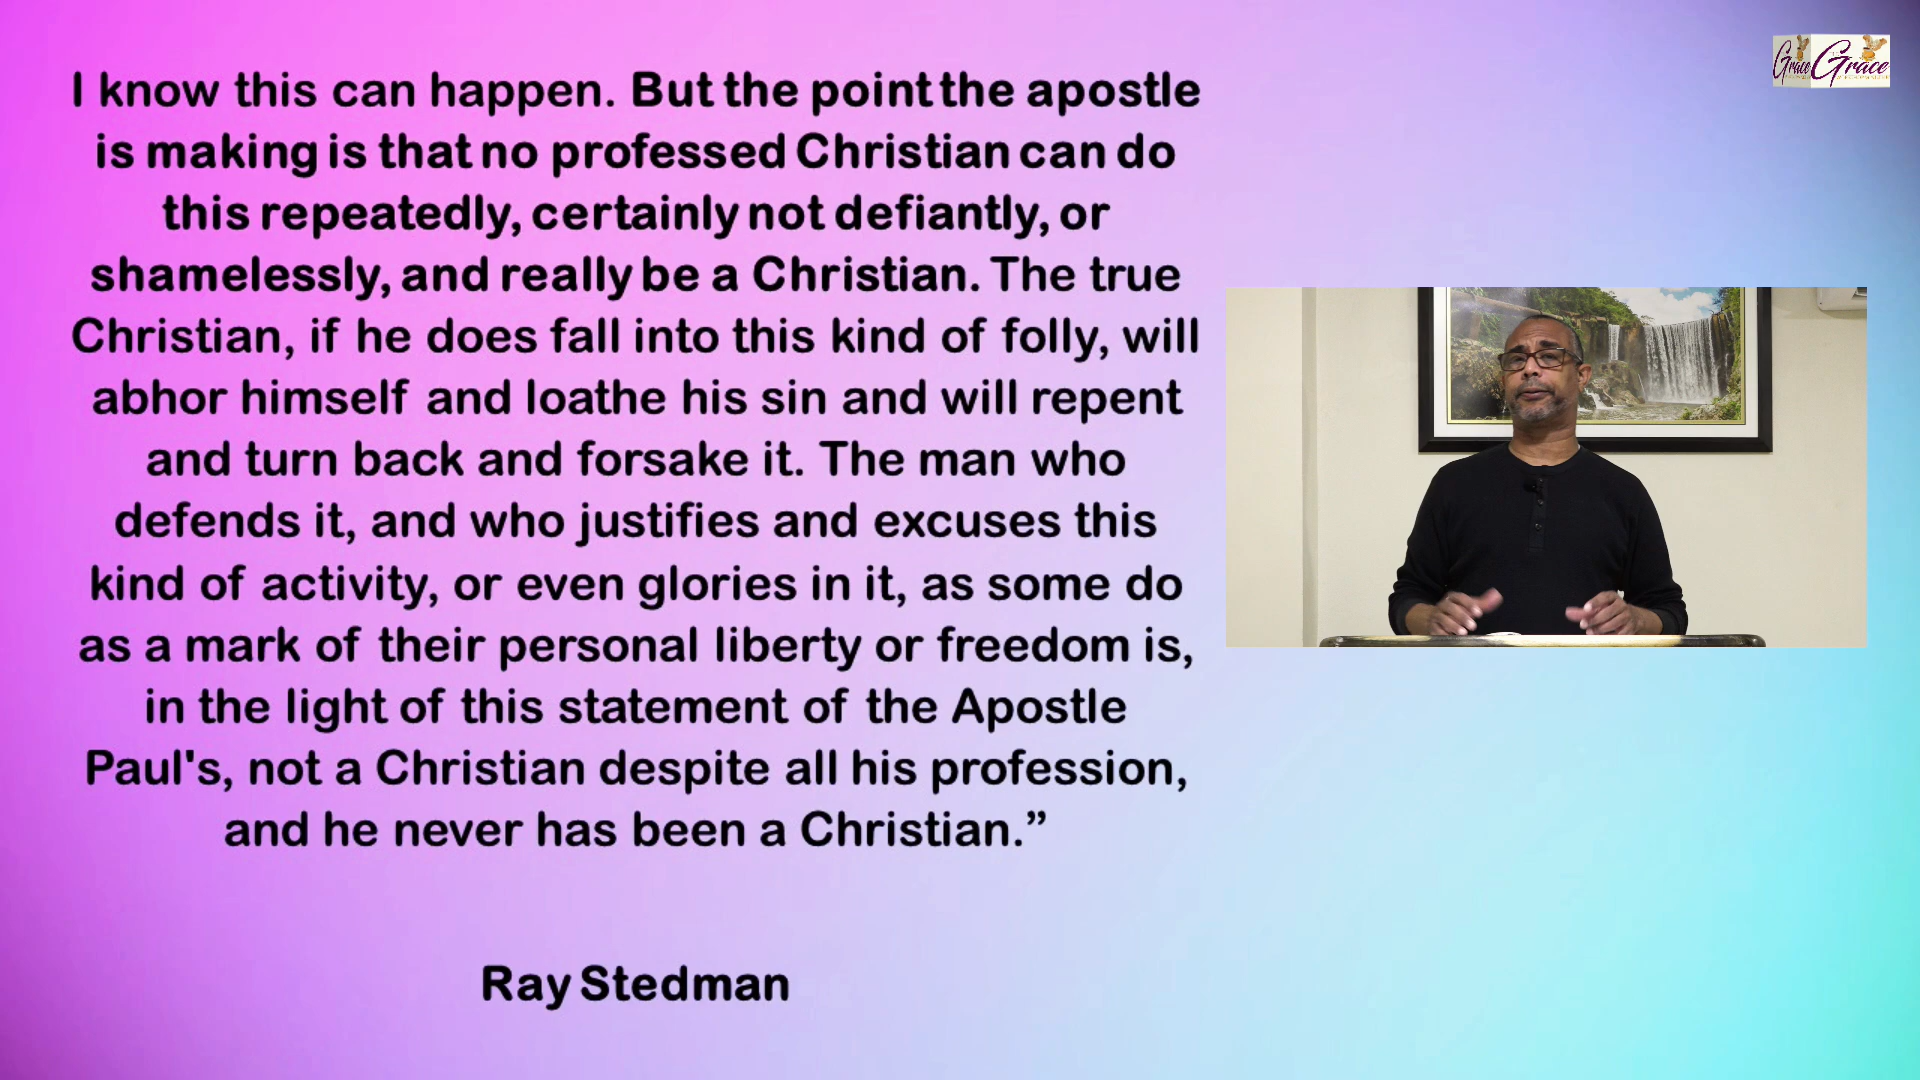 I know this can happen. But the point the apostle
is making is that no professed Christian can do
this repeatedly, certainly not defiantly, or
shamelessly, and really be a Christian. The true
Christian, if he does fall into this kind of folly, will
abhor himself and loathe his sin and will repent
and turn back and forsake it. The man who
defends it, and who justifies and excuses this
kind of activity, or even glories in it, as some do
as a mark of their personal liberty or freedom is,
in the light of this statement of the Apostle
Paul's, not a Christian despite all his profession,
and he never has been a Christian.”
Ray Stedman
Grace Grace